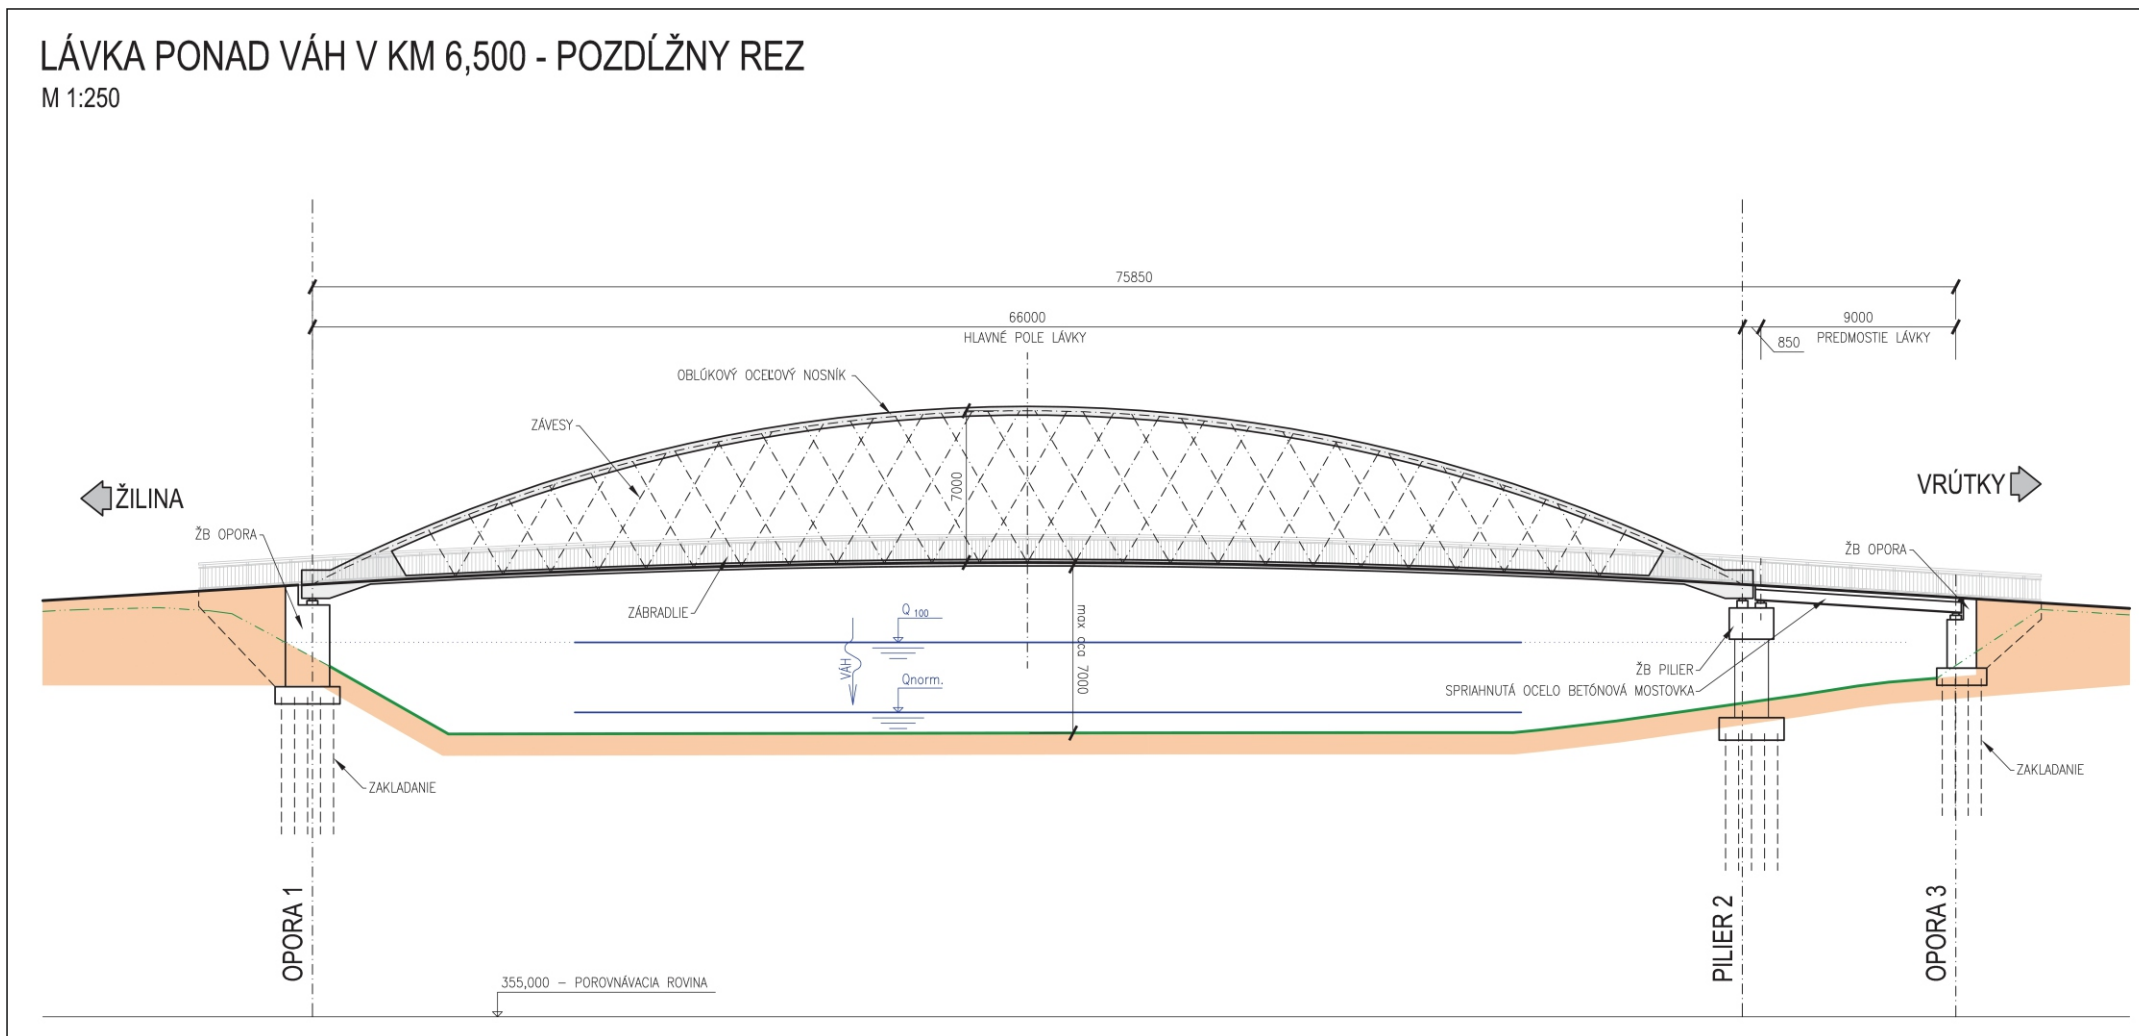 LÁVKA PONAD VÁH V KM 6,500 - POZDĹŽNY REZ
M 1:250
75850
66000
HLAVNÉ POLE LÁVKY
850
9000
PREDMOSTIE LÁVKY
OBLÚKOVÝ OCEĽOVÝ NOSNÍK
ZÁVESY
7000
ŽILINA
VRÚTKY
ŽB OPORA
ŽB OPORA
ZÁBRADLIE
Q 100
VÁH
Qnorm.
max cca 7000
ŽB PILIER
SPRIAHNUTÁ OCELO BETÓNOVÁ MOSTOVKA
ZAKLADANIE
ZAKLADANIE
OPORA 1
PILIER 2
OPORA 3
355,000 – POROVNÁVACIA ROVINA